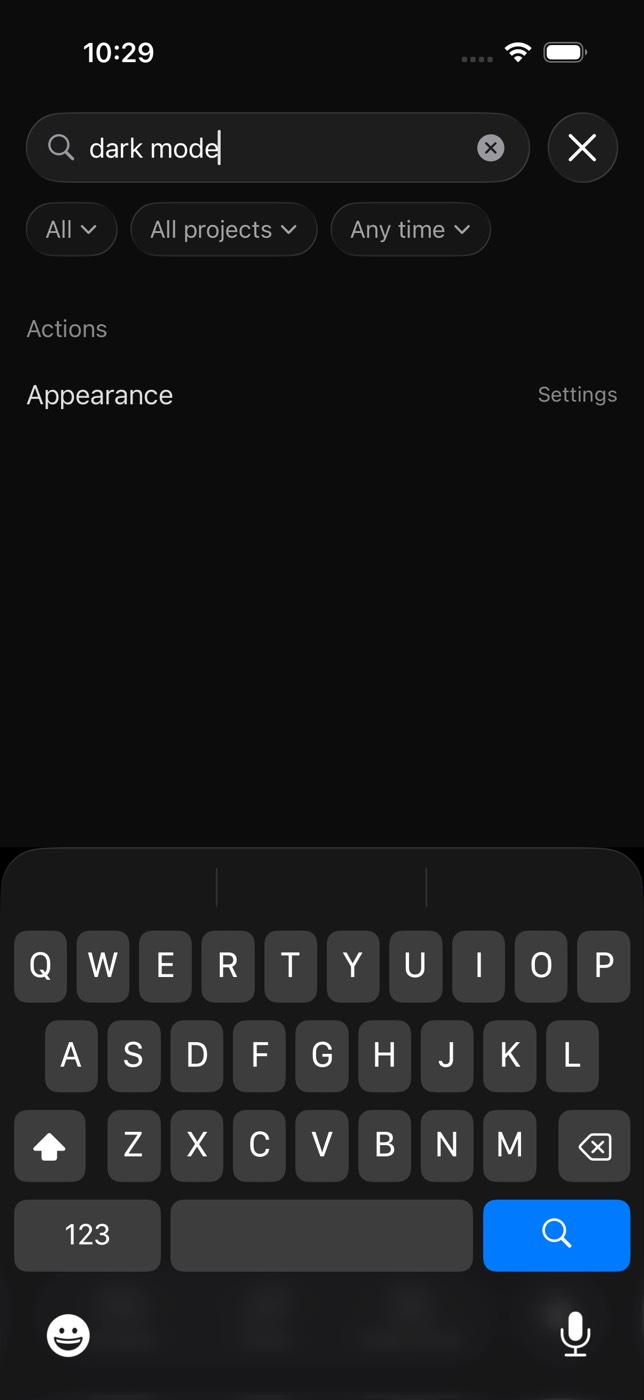 10:29
dark mode
All
All projects
Any time
Actions
Appearance
Settings
Q W E R T Y U I O P
A S D F G H J K L
Z X C V B N M
123